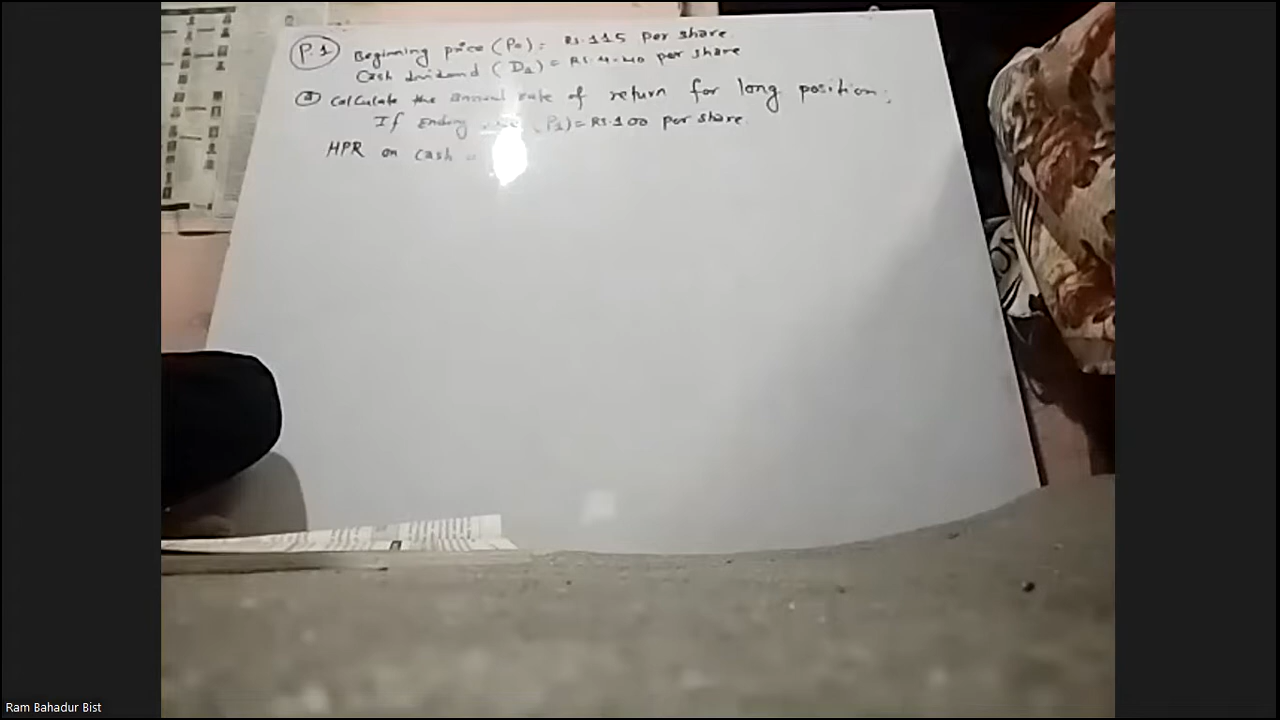 P.1 Beginning price (P0) = Rs.115 per share.
Cash dividend (D1) = Rs.4.40 per share
a Calculate the annual rate of return for long position;
If Ending (P1) = Rs.100 per share.
HPR on cash
Ram Bahadur Bist